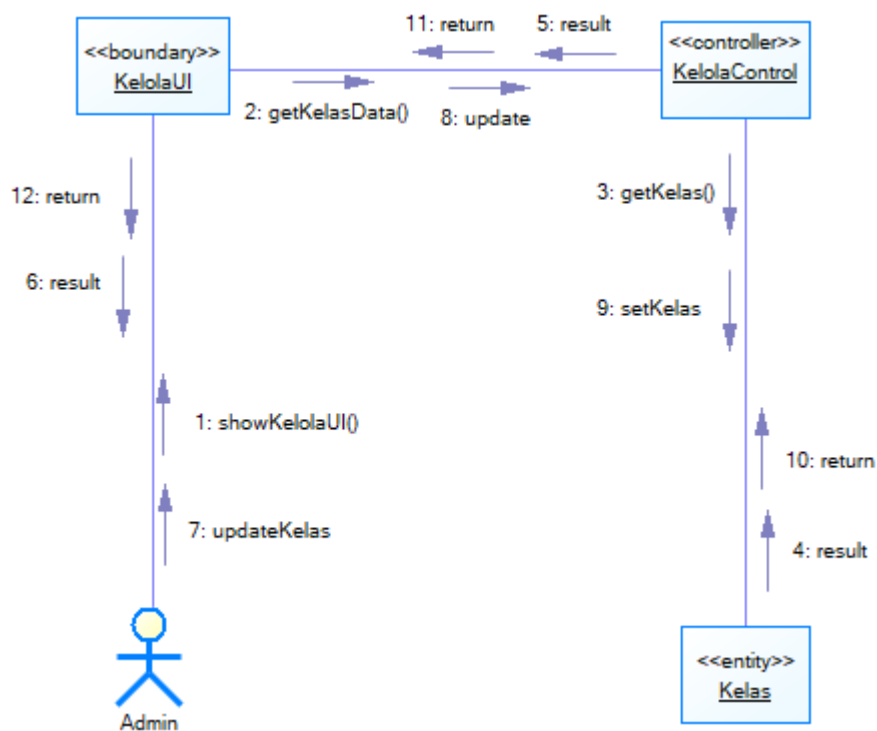 11: return
5: result
<<boundary>>
KelolaUI
<<controller>>
KelolaControl
2: getKelasData()
8: update
12: return
3: getKelas()
6: result
9: setKelas
1: showKelolaUI()
10: return
7: updateKelas
4: result
<<entity>>
Kelas
Admin